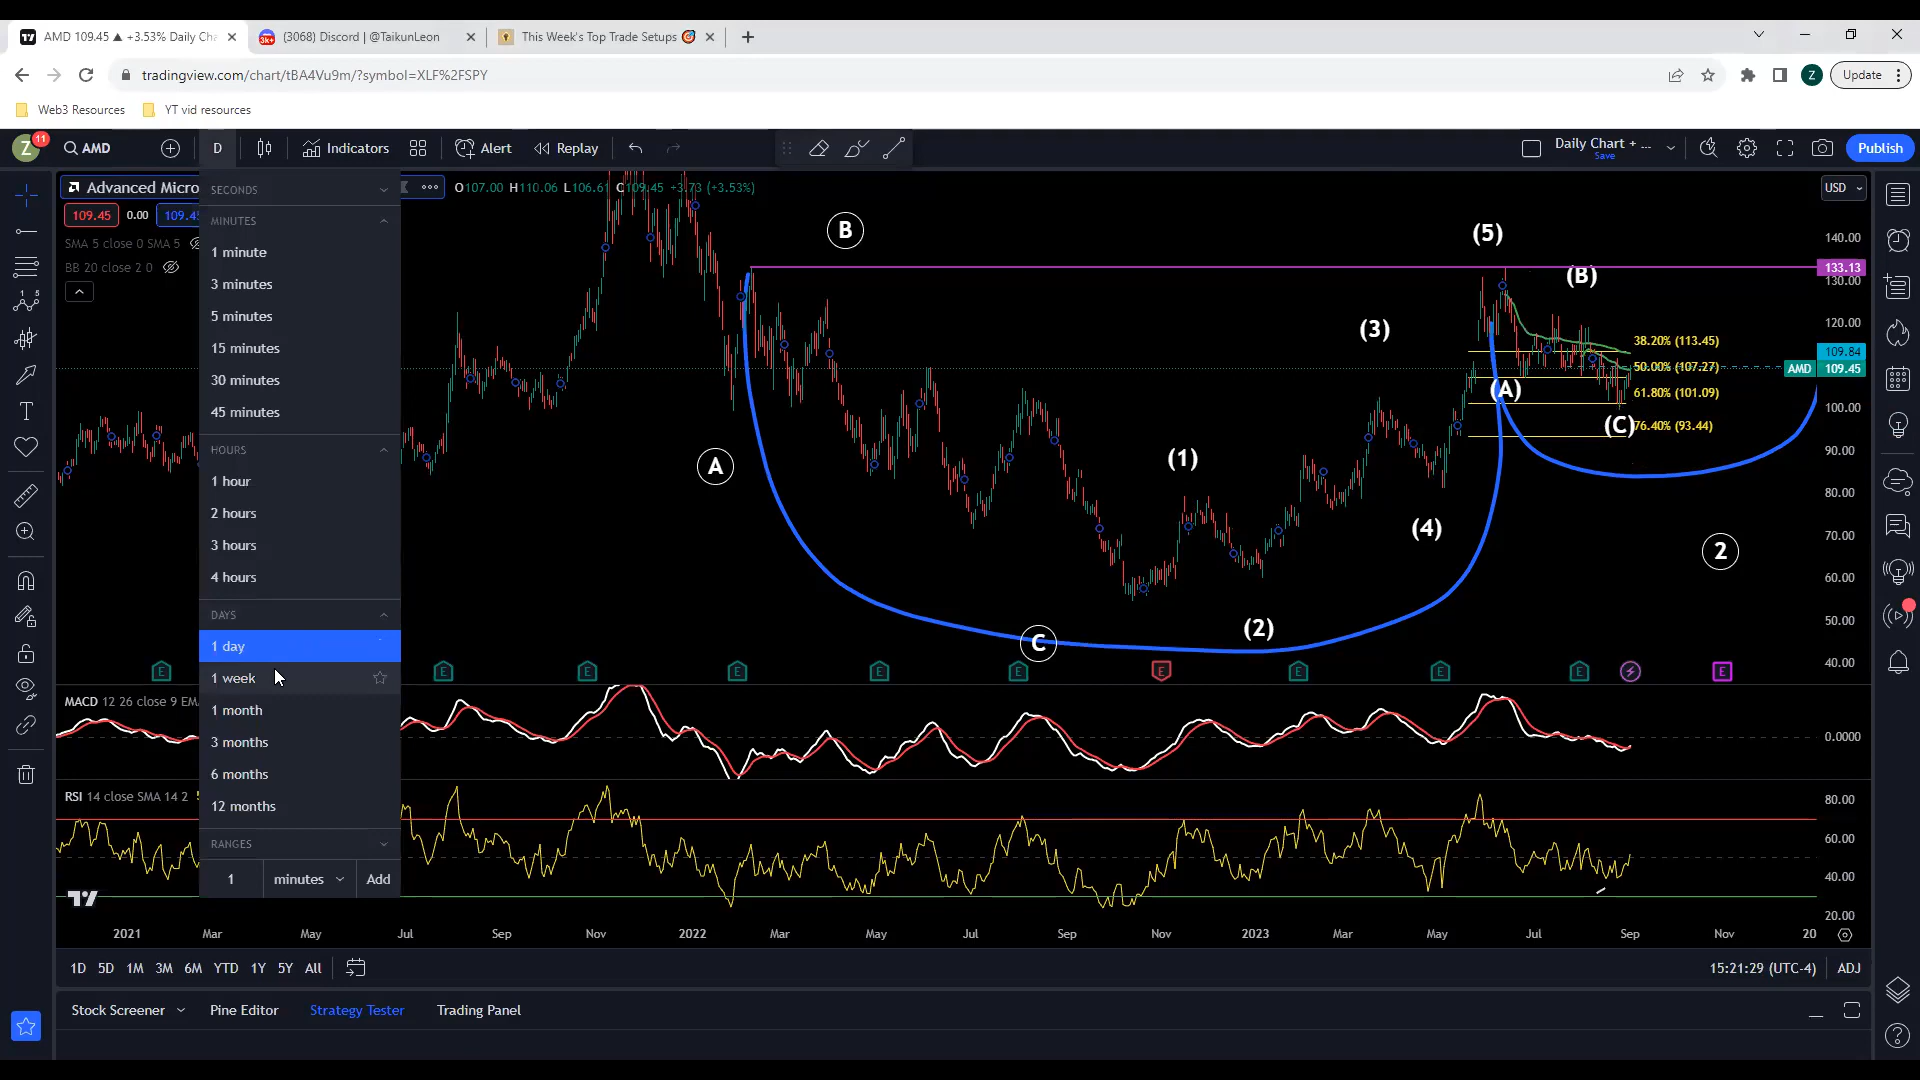 AMD 109.45 ▲ +3.53% Daily Cha
(3068) Discord | @TaikunLeon
This Week's Top Trade Setups
tradingview.com/chart/tBA4Vu9m/?symbol=XLF%2FSPY
Z
Update
Web3 Resources
YT vid resources
Z
11
AMD
D
Indicators
Alert
Replay
Daily Chart + ...
Save
Publish
Advanced Micro
O107.00 H110.06 L106.61 C109.45 +3.73 (+3.53%)
USD
109.45
0.00
109.45
SMA 5 close 0 SMA 5
BB 20 close 2 0
SECONDS
MINUTES
1 minute
3 minutes
5 minutes
15 minutes
30 minutes
45 minutes
HOURS
1 hour
2 hours
3 hours
4 hours
DAYS
1 day
1 week
1 month
3 months
6 months
12 months
RANGES
1
minutes
Add
B
A
C
(1)
(2)
(3)
(4)
(5)
(A)
(B)
(C)
2
38.20% (113.45)
50.00% (107.27)
61.80% (101.09)
76.40% (93.44)
140.00
133.13
130.00
120.00
109.84
AMD 109.45
100.00
90.00
80.00
70.00
60.00
50.00
40.00
E E E E E E E E E E E
MACD 12 26 close 9 EM
0.0000
RSI 14 close SMA 14 2
80.00
60.00
40.00
20.00
2021 Mar May Jul Sep Nov 2022 Mar May Jul Sep Nov 2023 Mar May Jul Sep Nov 20
1D 5D 1M 3M 6M YTD 1Y 5Y All
15:21:29 (UTC-4)
ADJ
Stock Screener
Pine Editor
Strategy Tester
Trading Panel